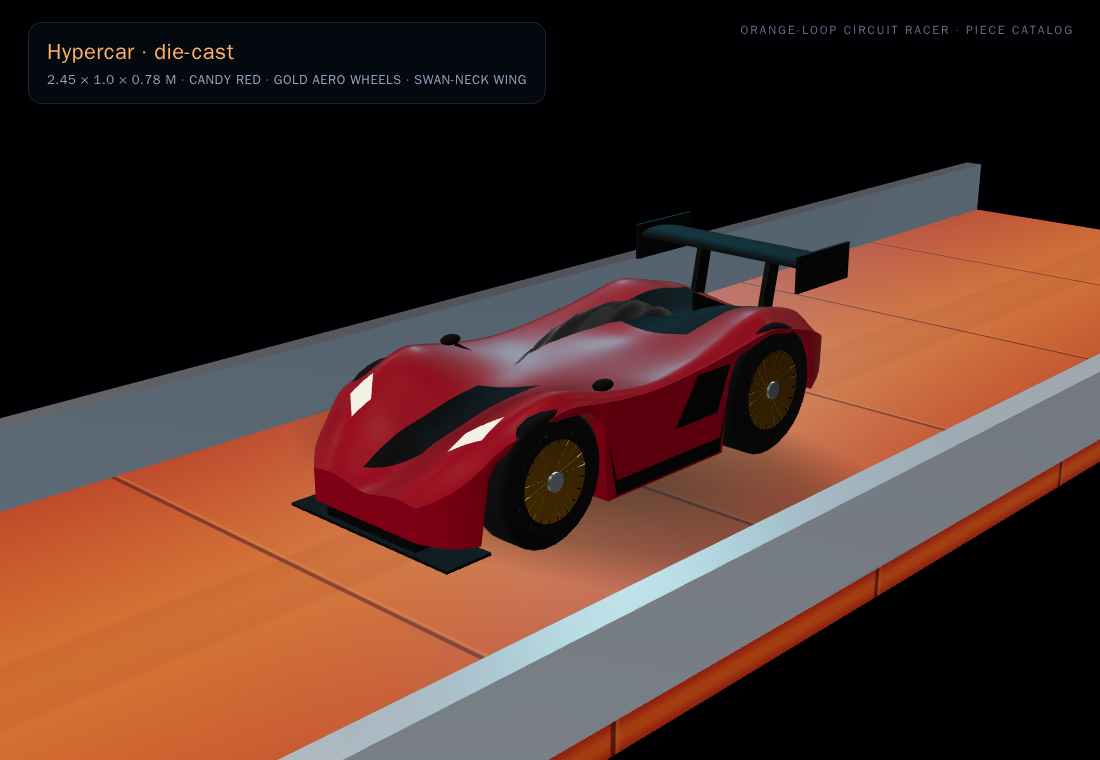 Hypercar · die-cast
2.45 × 1.0 × 0.78 M · CANDY RED · GOLD AERO WHEELS · SWAN-NECK WING
ORANGE-LOOP CIRCUIT RACER · PIECE CATALOG